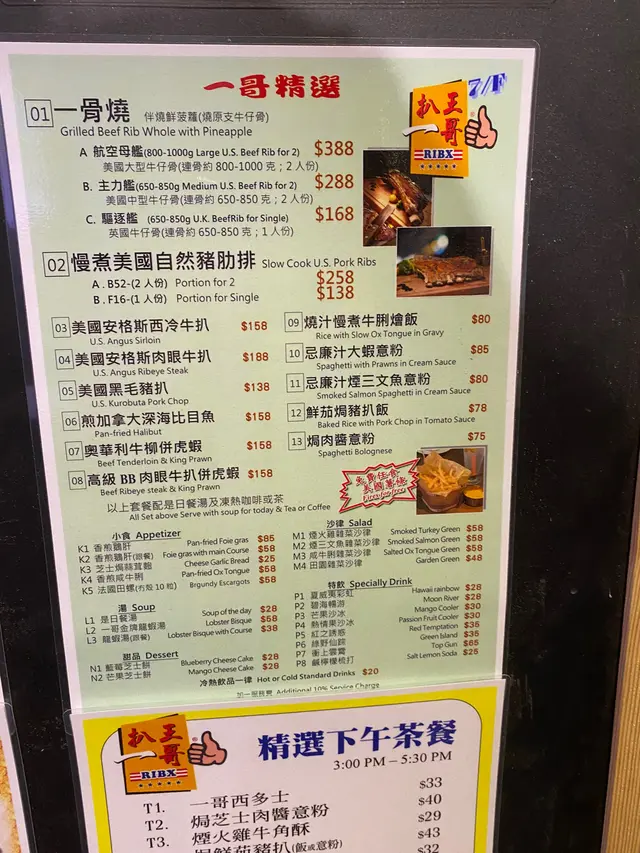 一哥精選
7/F
扒王
一哥
RIBX
01 一骨燒 伴燒鮮菠蘿(燒原支牛仔骨)
Grilled Beef Rib Whole with Pineapple
A 航空母艦(800-1000g Large U.S. Beef Rib for 2) $388
美國大型牛仔骨(連骨約 800-1000 克；2 人份)
B. 主力艦(650-850g Medium U.S. Beef Rib for 2) $288
美國中型牛仔骨(連骨約 650-850 克；2 人份)
C. 驅逐艦 (650-850g U.K. BeefRib for Single) $168
英國牛仔骨(連骨約 650-850 克；1 人份)
02 慢煮美國自然豬肋排 Slow Cook U.S. Pork Ribs
A . B52-(2 人份) Portion for 2 $258
B . F16-(1 人份) Portion for Single $138
03 美國安格斯西冷牛扒 $158
U.S. Angus Sirloin
04 美國安格斯肉眼牛扒 $188
U.S. Angus Ribeye Steak
05 美國黑毛豬扒 $138
U.S. Kurobuta Pork Chop
06 煎加拿大深海比目魚 $158
Pan-fried Halibut
07 奧華利牛柳併虎蝦 $158
Beef Tenderloin & King Prawn
08 高級 BB 肉眼牛扒併虎蝦 $158
Beef Ribeye steak & King Prawn
09 燒汁慢煮牛脷燴飯 $80
Rice with Slow Ox Tongue in Gravy
10 忌廉汁大蝦意粉 $85
Spaghetti with Prawns in Cream Sauce
11 忌廉汁煙三文魚意粉 $80
Smoked Salmon Spaghetti in Cream Sauce
12 鮮茄焗豬扒飯 $78
Baked Rice with Pork Chop in Tomato Sauce
13 焗肉醬意粉 $75
Spaghetti Bolognese
以上套餐配是日餐湯及凍熱咖啡或茶
All Set above Serve with soup for today & Tea or Coffee
免費任食
美國薯條
小食 Appetizer
K1 香煎鵝肝 Pan-fried Foie gras $85
K2 香煎鵝肝(跟餐) Foie gras with main Course $58
K3 芝士焗蒜茸麵包 Cheese Garlic Bread $25
K4 香煎咸牛脷 Pan-fried Ox Tongue $58
K5 法國田螺(冇殼 10 粒) Brgundy Escargots $58
湯 Soup
L1 是日餐湯 Soup of the day $28
L2 一哥金牌龍蝦湯 Lobster Bisque $58
L3 龍蝦湯(跟餐) Lobster Bisque with Course $38
甜品 Dessert
N1 藍莓芝士餅 Blueberry Cheese Cake $28
N2 芒果芝士餅 Mango Cheese Cake $28
沙律 Salad
M1 煙火雞雜菜沙律 Smoked Turkey Green $58
M2 煙三文魚雜菜沙律 Smoked Salmon Green $58
M3 咸牛脷雜菜沙律 Salted Ox Tongue Green $58
M4 田園雜菜沙律 Garden Green $48
特飲 Specially Drink
P1 夏威夷彩虹 Hawaii rainbow $28
P2 碧海暢游 Moon River $28
P3 芒果沙冰 Mango Cooler $30
P4 熱情果沙冰 Passion Fruit Cooler $30
P5 紅之誘惑 Red Temptation $35
P6 綠野仙蹤 Green Island $35
P7 衝上雲霄 Top Gun $65
P8 鹹檸檬梳打 Salt Lemon Soda $25
冷熱飲品一律 Hot or Cold Standard Drinks $20
加一服務費 Additional 10% Service Charge
扒王
一哥
RIBX
精選下午茶餐
3:00 PM – 5:30 PM
T1. 一哥西多士 $33
T2. 焗芝士肉醬意粉 $40
T3. 煙火雞牛角酥 $29
焗鮮茄豬扒(飯或意粉) $43
$32